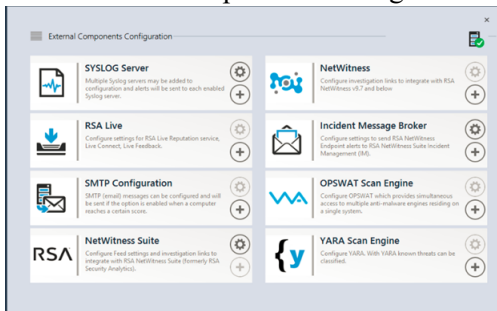 External Components Configuration
SYSLOG Server
Multiple Syslog servers may be added to
configuration and alerts will be sent to each enabled
Syslog server.
NetWitness
Configure investigation links to integrate with RSA
NetWitness v9.7 and below.
RSA Live
Configure settings for RSA Live Reputation service,
Live Connect, Live Feedback.
Incident Message Broker
Configure settings to send RSA NetWitness
Endpoint alerts to RSA NetWitness Suite Incident
Management (IM).
SMTP Configuration
SMTP (email) messages can be configured and will
be sent if the option is enabled when a computer
reaches a certain score.
OPSWAT Scan Engine
Configure OPSWAT which provides simultaneous
access to multiple anti-malware engines residing on
a single system.
RSA
NetWitness Suite
Configure Feed settings and investigation links to
integrate with RSA NetWitness Suite (formerly RSA
Security Analytics).
{y
YARA Scan Engine
Configure YARA. With YARA known threats can be
classified.